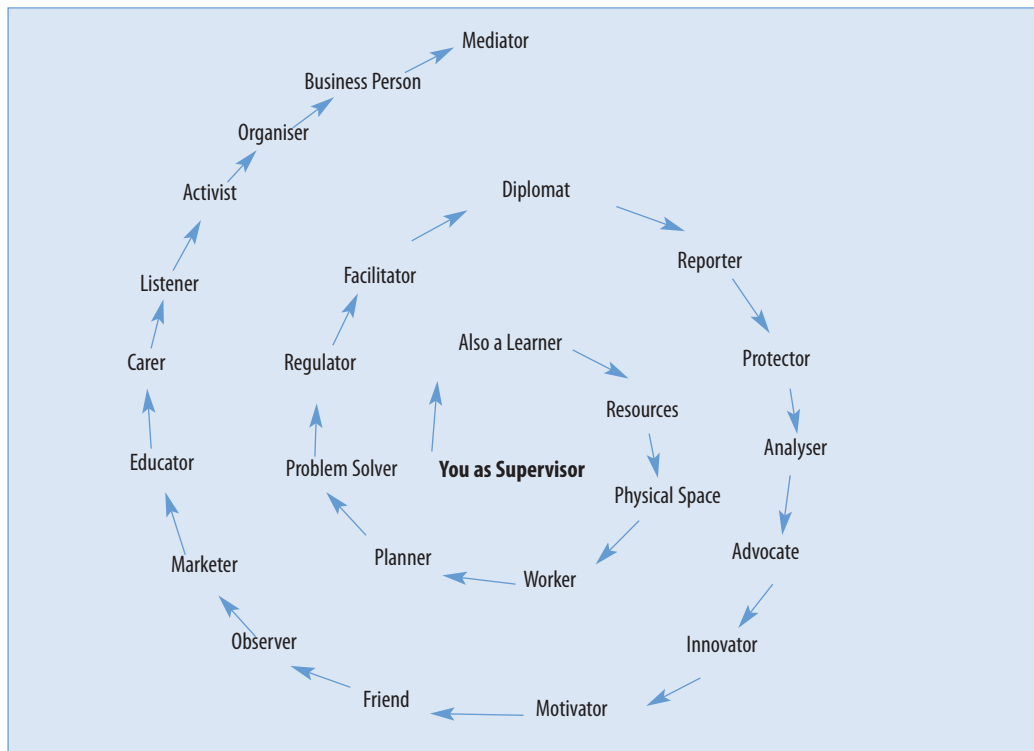 You as Supervisor
Also a Learner
Resources
Physical Space
Worker
Planner
Problem Solver
Regulator
Facilitator
Diplomat
Reporter
Protector
Analyser
Advocate
Innovator
Motivator
Friend
Observer
Marketer
Educator
Carer
Listener
Activist
Organiser
Business Person
Mediator